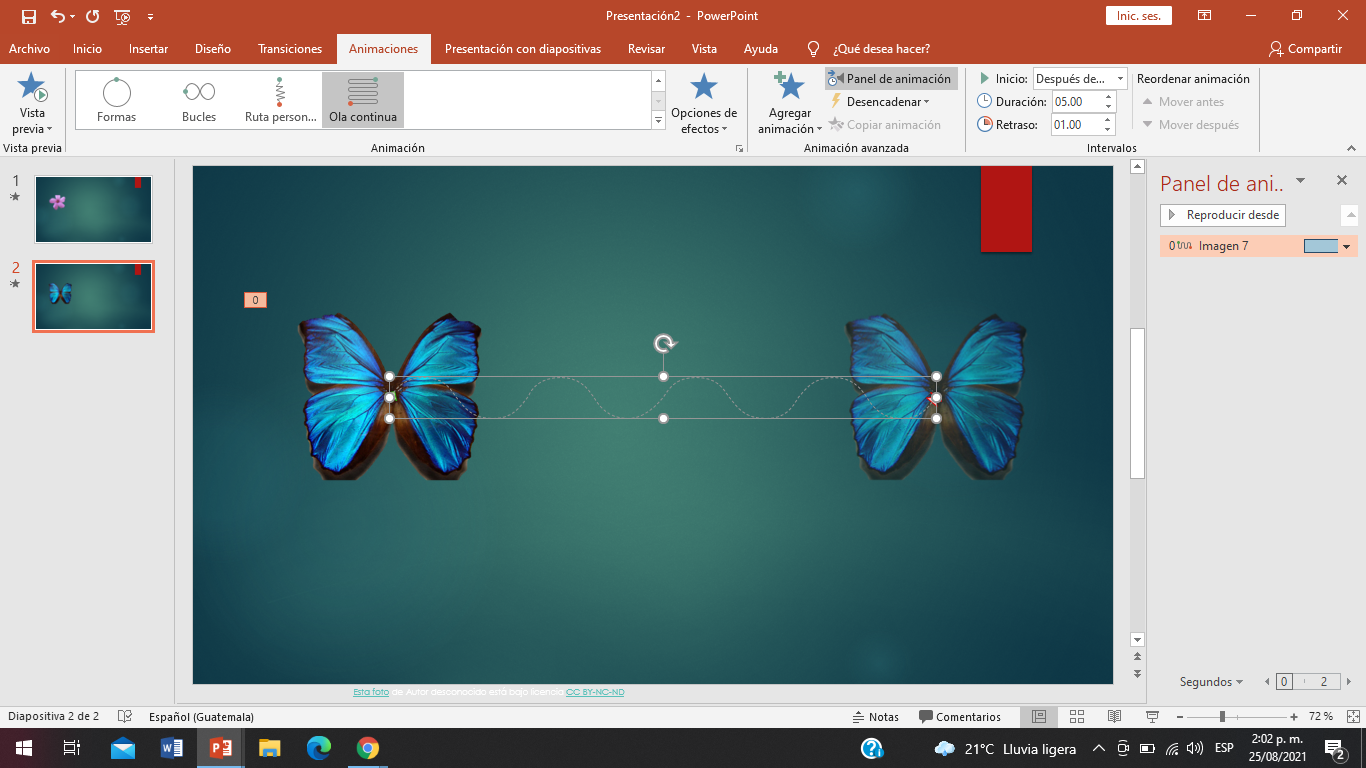 Presentación2 - PowerPoint
Inic. ses.
Archivo Inicio Insertar Diseño Transiciones Animaciones Presentación con diapositivas Revisar Vista Ayuda ¿Qué desea hacer? Compartir
Vista previa
Formas
Bucles
Ruta person...
Ola continua
Opciones de efectos
Agregar animación
Panel de animación
Desencadenar
Copiar animación
Inicio: Después de...
Duración: 05.00
Retraso: 01.00
Reordenar animación
Mover antes
Mover después
Vista previa
Animación
Animación avanzada
Intervalos
1
2
0
Panel de ani..
Reproducir desde
0 Imagen 7
Esta foto de Autor desconocido está bajo licencia CC BY-NC-ND
Segundos 0 2
Diapositiva 2 de 2 Español (Guatemala) Notas Comentarios 72 %
21°C Lluvia ligera ESP
2:02 p. m.
25/08/2021
2